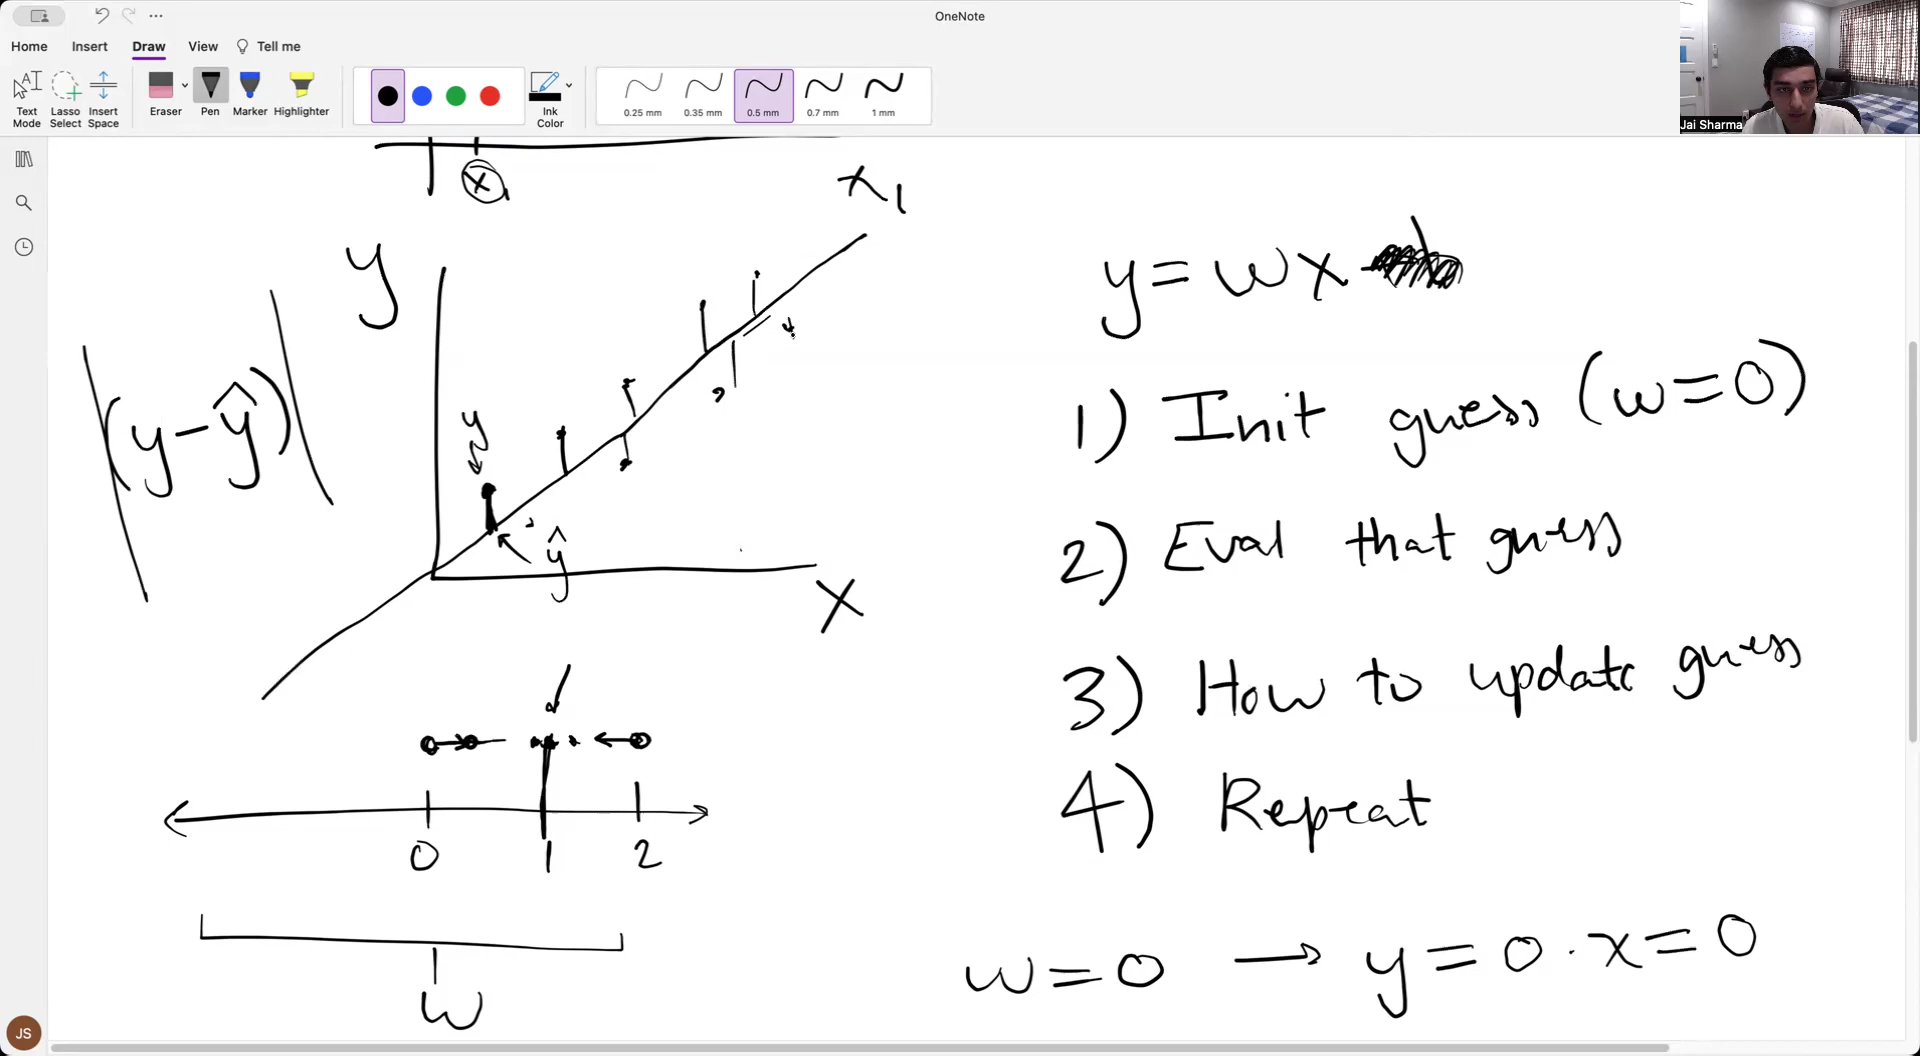 OneNote
Home Insert Draw View Tell me
Text Mode
Lasso Select
Insert Space
Eraser
Pen
Marker
Highlighter
Ink Color
0.25 mm 0.35 mm 0.5 mm 0.7 mm 1 mm
Jai Sharma
x
x₁
y
|(y-ŷ)|
y
ŷ
x
0 1 2
w
y = wx
1) Init guess (w=0)
2) Eval that guess
3) How to update guess
4) Repeat
w=0 → y=0·x=0
JS